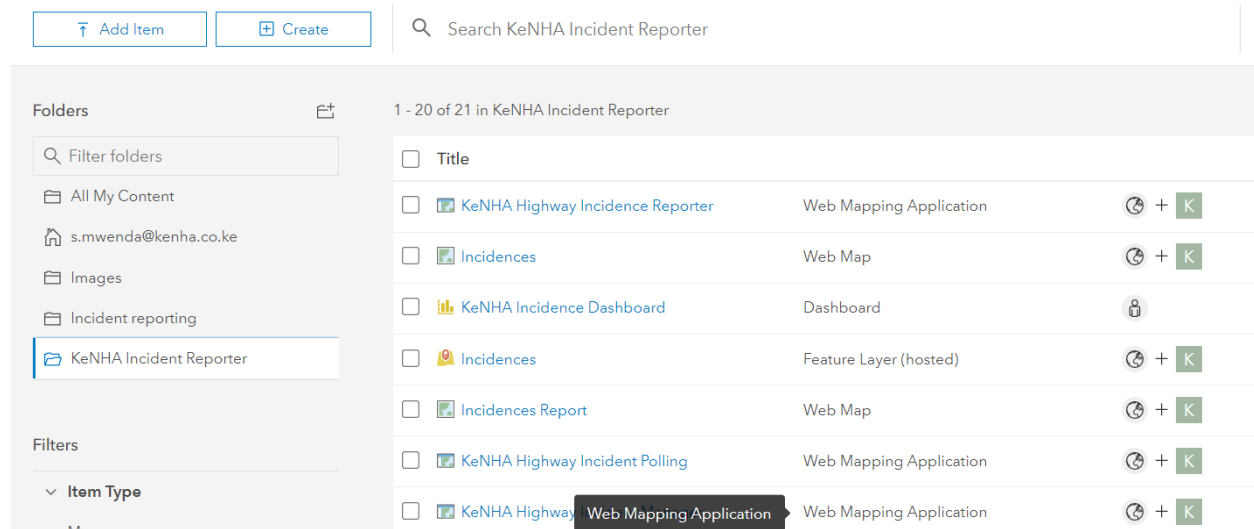 Add Item
Create
Search KeNHA Incident Reporter
Folders
Filter folders
All My Content
s.mwenda@kenha.co.ke
Images
Incident reporting
KeNHA Incident Reporter
Filters
Item Type
1 - 20 of 21 in KeNHA Incident Reporter
Title
KeNHA Highway Incidence Reporter Web Mapping Application K
Incidences Web Map K
KeNHA Incidence Dashboard Dashboard
Incidences Feature Layer (hosted) K
Incidences Report Web Map K
KeNHA Highway Incident Polling Web Mapping Application K
KeNHA Highway Web Mapping Application Web Mapping Application K